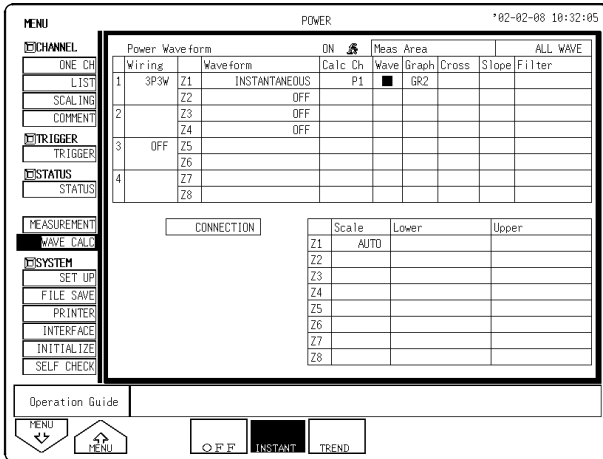 MENU POWER '02-02-08 10:32:05
CHANNEL
ONE CH
LIST
SCALING
COMMENT
TRIGGER
TRIGGER
STATUS
STATUS
MEASUREMENT
WAVE CALC
SYSTEM
SET UP
FILE SAVE
PRINTER
INTERFACE
INITIALIZE
SELF CHECK
Power Waveform ON Meas Area ALL WAVE
Wiring Waveform Calc Ch Wave Graph Cross Slope Filter
1 3P3W Z1 INSTANTANEOUS P1 GR2
Z2 OFF
2 Z3 OFF
Z4 OFF
3 OFF Z5
Z6
4 Z7
Z8
CONNECTION
Scale Lower Upper
Z1 AUTO
Z2
Z3
Z4
Z5
Z6
Z7
Z8
Operation Guide
MENU
MENU
OFF INSTANT TREND